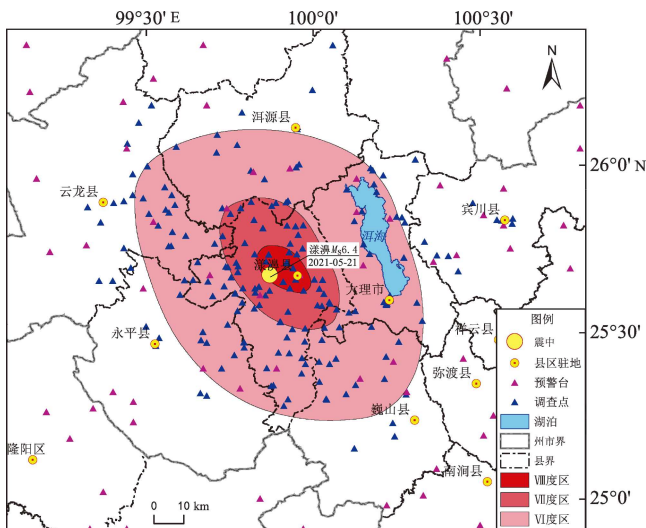 99°30′ E
100°0′
100°30′
N
洱源县
26°0′ N
云龙县
宾川县
洱海
漾濞Ms6.4
2021-05-21
漾濞县
大理市
永平县
祥云县
25°30′
弥渡县
巍山县
隆阳区
南涧县
25°0′
0 10 km
图例
震中
县区驻地
预警台
调查点
湖泊
州市界
县界
Ⅷ度区
Ⅶ度区
Ⅵ度区